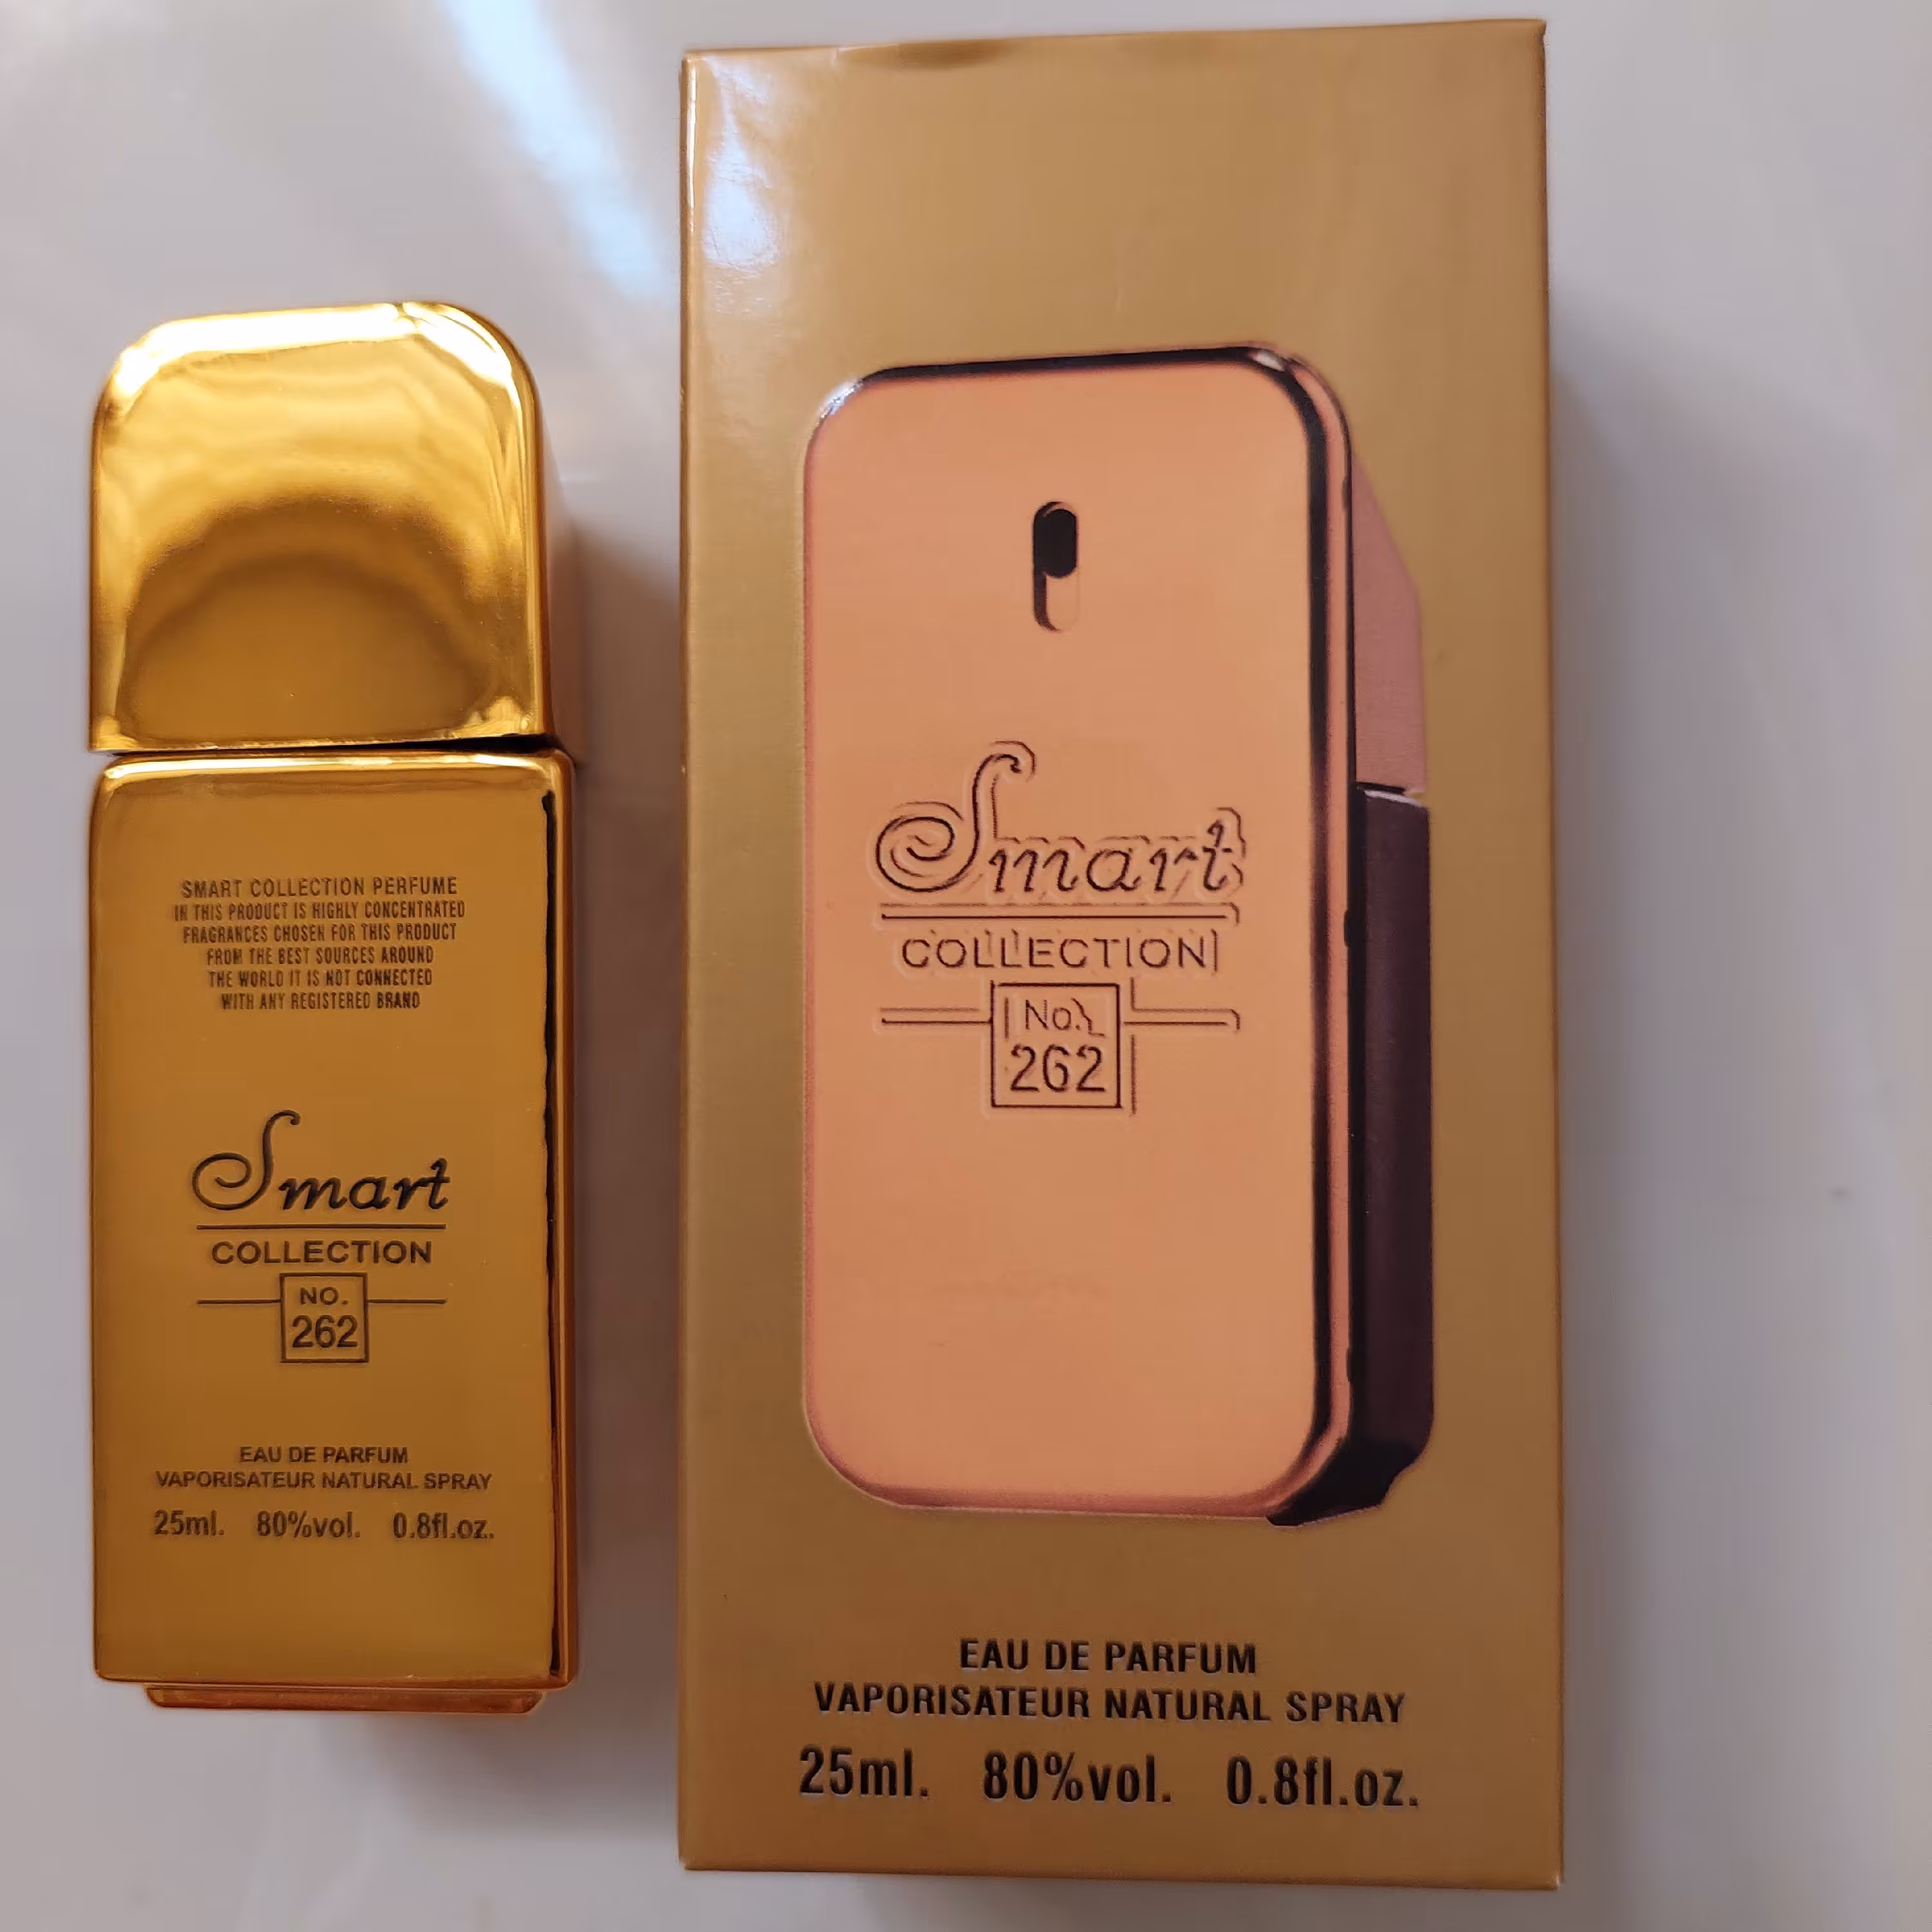 SMART COLLECTION PERFUME
IN THIS PRODUCT IS HIGHLY CONCENTRATED
FRAGRANCES CHOSEN FOR THIS PRODUCT
FROM THE BEST SOURCES AROUND
THE WORLD IT IS NOT CONNECTED
WITH ANY REGISTERED BRAND
Smart
COLLECTION
NO.
262
EAU DE PARFUM
VAPORISATEUR NATURAL SPRAY
25ml. 80%vol. 0.8fl.oz.
Smart
COLLECTION
No.
262
EAU DE PARFUM
VAPORISATEUR NATURAL SPRAY
25ml. 80%vol. 0.8fl.oz.